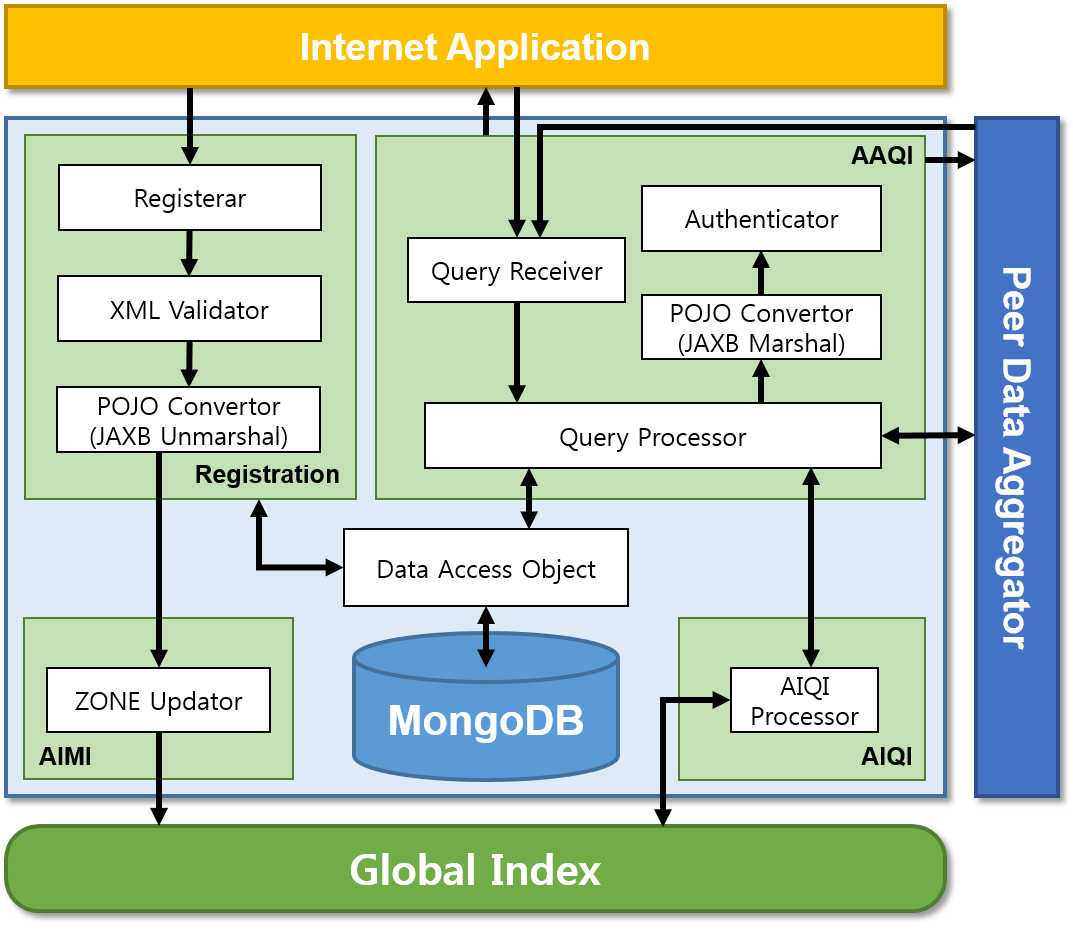 Internet Application
AAQI
Registerar
Authenticator
Query Receiver
XML Validator
POJO Convertor
(JAXB Marshal)
POJO Convertor
(JAXB Unmarshal)
Query Processor
Registration
Peer Data Aggregator
Data Access Object
ZONE Updator
AIMI
MongoDB
AIQI
Processor
AIQI
Global Index